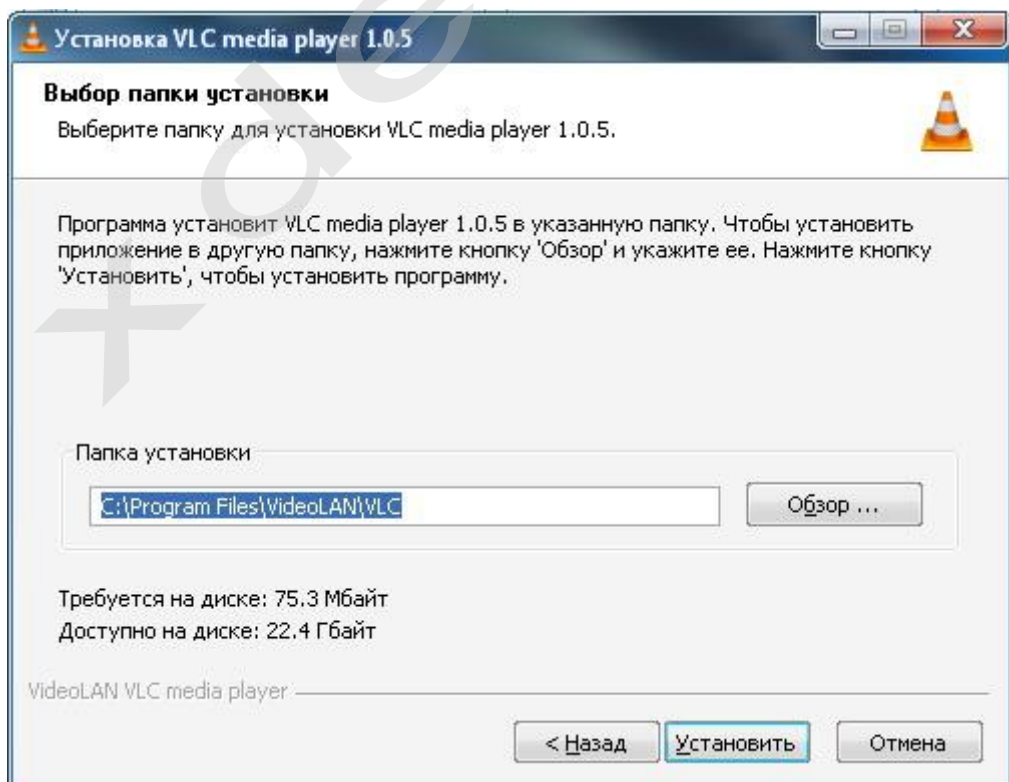 Установка VLC media player 1.0.5
Выбор папки установки
Выберите папку для установки VLC media player 1.0.5.
Программа установит VLC media player 1.0.5 в указанную папку. Чтобы установить
приложение в другую папку, нажмите кнопку 'Обзор' и укажите ее. Нажмите кнопку
'Установить', чтобы установить программу.
Папка установки
C:\Program Files\VideoLAN\VLC
Обзор ...
Требуется на диске: 75.3 Мбайт
Доступно на диске: 22.4 Гбайт
VideoLAN VLC media player
< Назад
Установить
Отмена